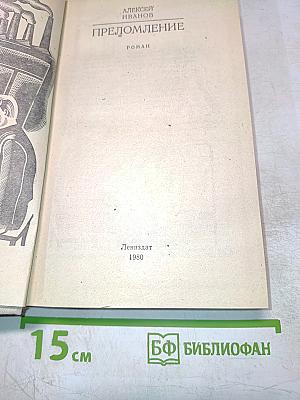 АЛЕКСЕЙ
ИВАНОВ
ПРЕЛОМЛЕНИЕ
РОМАН
Лениздат
1980
15 см
БФ БИБЛИОФАН